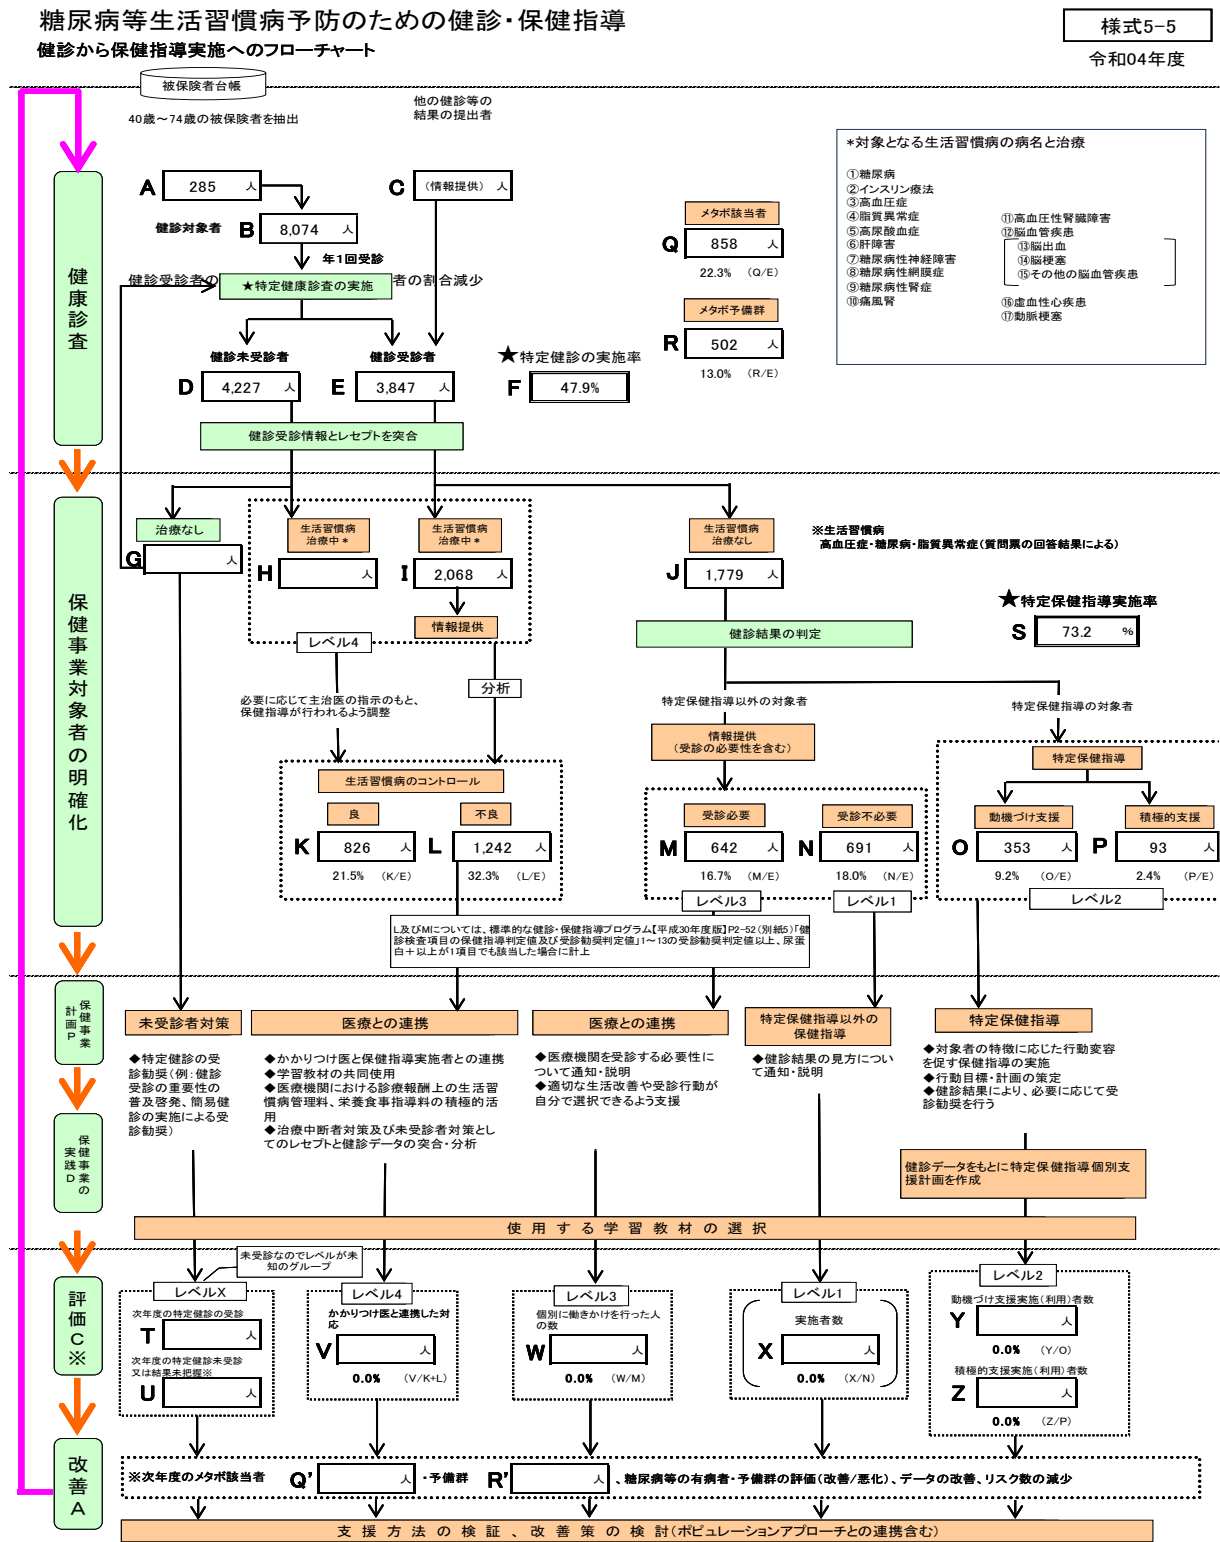 糖尿病等生活習慣病予防のための健診・保健指導
様式5-5
健診から保健指導実施へのフローチャート
令和04年度
被保険者台帳
40歳～74歳の被保険者を抽出
他の健診等の
結果の提出者
A 285 人
C (情報提供) 人
健診対象者 B 8,074 人
年1回受診
健診受診者の
★特定健康診査の実施
者の割合減少
健康診査
健診未受診者
健診受診者
★特定健診の実施率
D 4,227 人
E 3,847 人
F 47.9%
メタボ該当者
Q 858 人
22.3% (Q/E)
メタボ予備群
R 502 人
13.0% (R/E)
*対象となる生活習慣病の病名と治療
①糖尿病
②インスリン療法
③高血圧症
④脂質異常症
⑤高尿酸血症
⑥肝障害
⑦糖尿病性神経障害
⑧糖尿病性網膜症
⑨糖尿病性腎症
⑩痛風腎
⑪高血圧性腎臓障害
⑫脳血管疾患
⑬脳出血
⑭脳梗塞
⑮その他の脳血管疾患
⑯虚血性心疾患
⑰動脈梗塞
健診受診情報とレセプトを突合
保健事業対象者の明確化
治療なし
G 人
生活習慣病
治療中*
H 人
生活習慣病
治療中*
I 2,068 人
情報提供
レベル4
生活習慣病
治療なし
J 1,779 人
※生活習慣病
高血圧症・糖尿病・脂質異常症(質問票の回答結果による)
★特定保健指導実施率
S 73.2 %
健診結果の判定
必要に応じて主治医の指示のもと、
保健指導が行われるよう調整
分析
特定保健指導以外の対象者
特定保健指導の対象者
情報提供
(受診の必要性を含む)
特定保健指導
生活習慣病のコントロール
良
不良
K 826 人
L 1,242 人
21.5% (K/E)
32.3% (L/E)
受診必要
受診不必要
M 642 人
N 691 人
16.7% (M/E)
18.0% (N/E)
レベル3
レベル1
動機づけ支援
積極的支援
O 353 人
P 93 人
9.2% (O/E)
2.4% (P/E)
レベル2
L及びMについては、標準的な健診・保健指導プログラム【平成30年度版】P2-52(別紙5)「健
診検査項目の保健指導判定値及び受診勧奨判定値」1～13の受診勧奨判定値以上、尿蛋
白+以上が1項目でも該当した場合に計上
保健事業
計画P
未受診者対策
医療との連携
医療との連携
特定保健指導以外の
保健指導
特定保健指導
◆特定健診の受
診勧奨(例:健診
受診の重要性の
普及啓発、簡易健
診の実施による受
診勧奨)
◆かかりつけ医と保健指導実施者との連携
◆学習教材の共同使用
◆医療機関における診療報酬上の生活習
慣病管理料、栄養食事指導料の積極的活
用
◆治療中断者対策及び未受診者対策とし
てのレセプトと健診データの突合・分析
◆医療機関を受診する必要性に
ついて通知・説明
◆適切な生活改善や受診行動が
自分で選択できるよう支援
◆健診結果の見方につい
て通知・説明
◆対象者の特徴に応じた行動変容
を促す保健指導の実施
◆行動目標・計画の策定
◆健診結果により、必要に応じて受
診勧奨を行う
保健事業の
実践D
健診データをもとに特定保健指導個別支
援計画を作成
使用する学習教材の選択
評価C※
未受診なのでレベルが未
知のグループ
レベルX
次年度の特定健診の受診
T 人
次年度の特定健診未受診
又は結果未把握※
U 人
レベル4
かかりつけ医と連携した対
応
V 人
0.0% (V/K+L)
レベル3
個別に働きかけを行った人
の数
W 人
0.0% (W/M)
レベル1
実施者数
X 人
0.0% (X/N)
レベル2
動機づけ支援実施(利用)者数
Y 人
0.0% (Y/O)
積極的支援実施(利用)者数
Z 人
0.0% (Z/P)
改善A
※次年度のメタボ該当者 Q' 人 ・予備群 R' 人 、糖尿病等の有病者・予備群の評価(改善/悪化)、データの改善、リスク数の減少
支援方法の検証、改善策の検討(ポピュレーションアプローチとの連携含む)